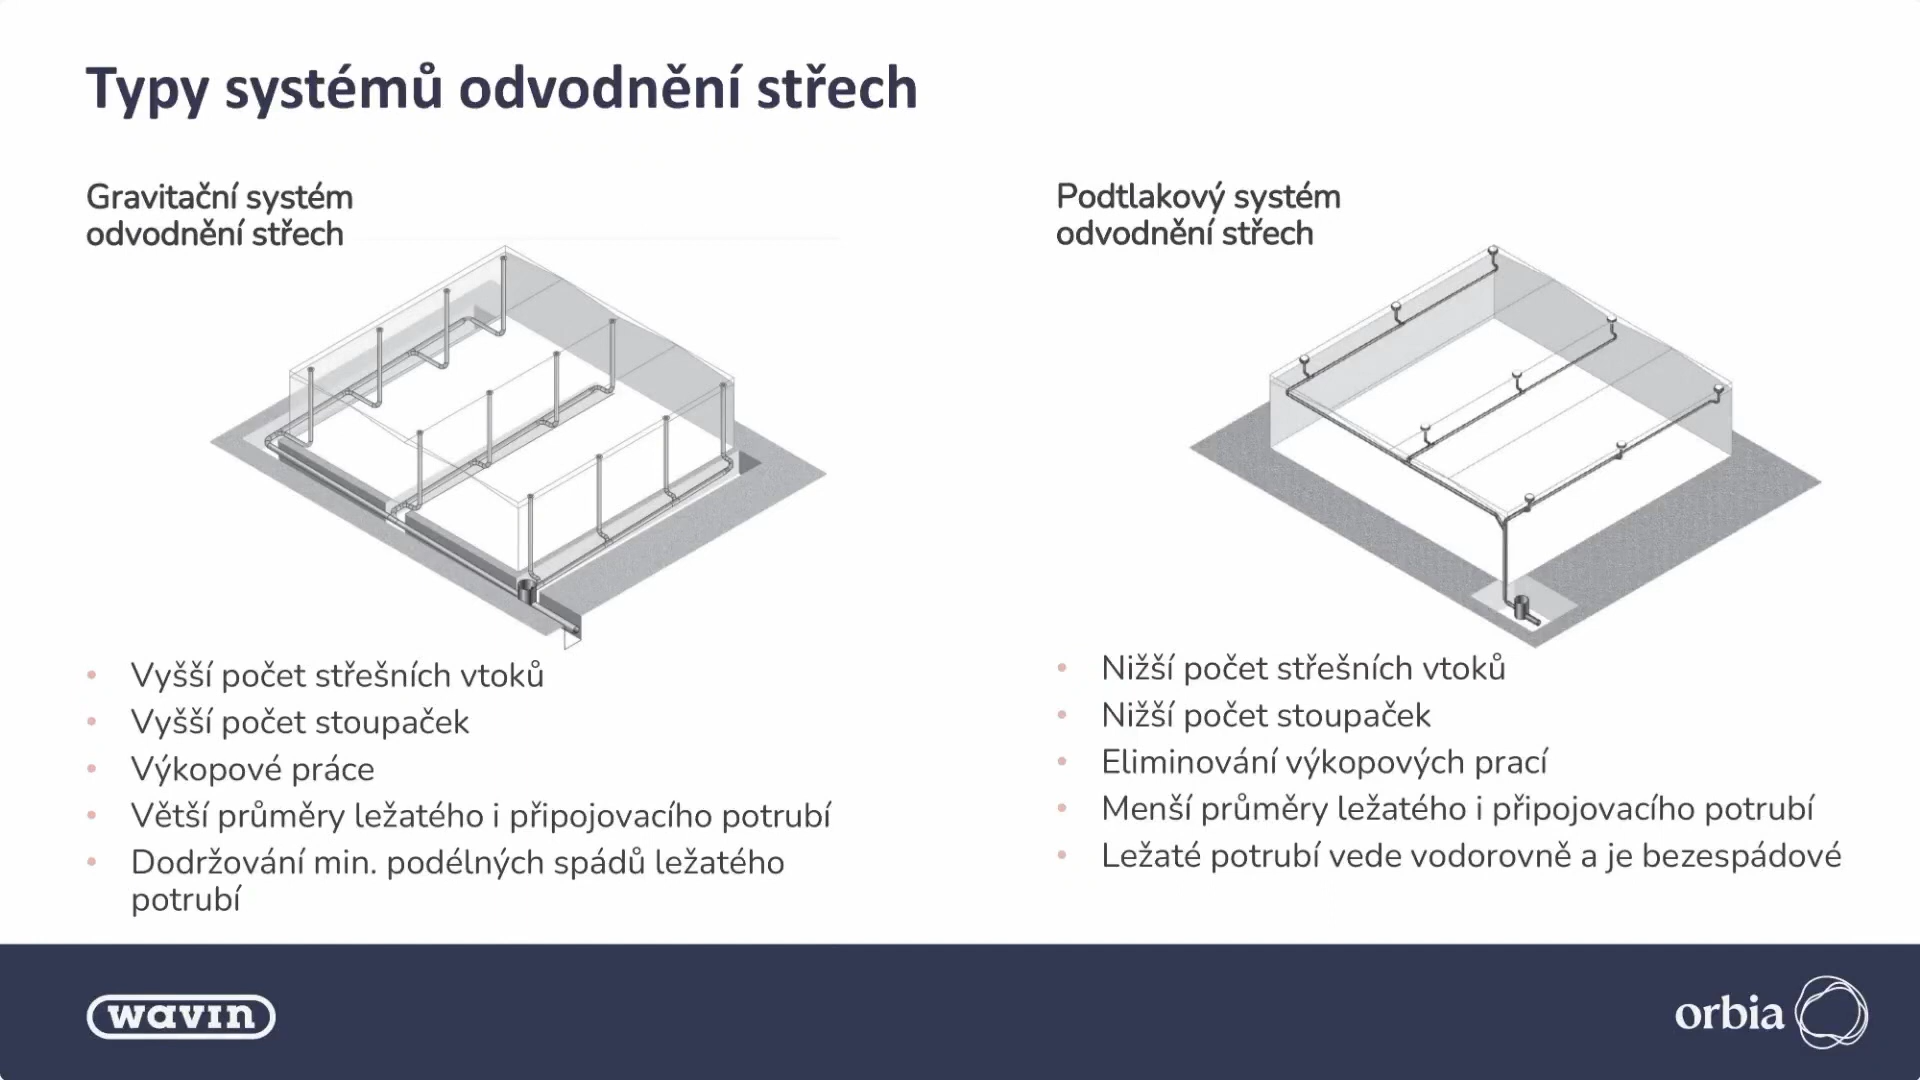 Typy systémů odvodnění střech
Gravitační systém
odvodnění střech
• Vyšší počet střešních vtoků
• Vyšší počet stoupaček
• Výkopové práce
• Větší průměry ležatého i připojovacího potrubí
• Dodržování min. podélných spádů ležatého
potrubí
Podtlakový systém
odvodnění střech
• Nižší počet střešních vtoků
• Nižší počet stoupaček
• Eliminování výkopových prací
• Menší průměry ležatého i připojovacího potrubí
• Ležaté potrubí vede vodorovně a je bezespádové
wavin
orbia